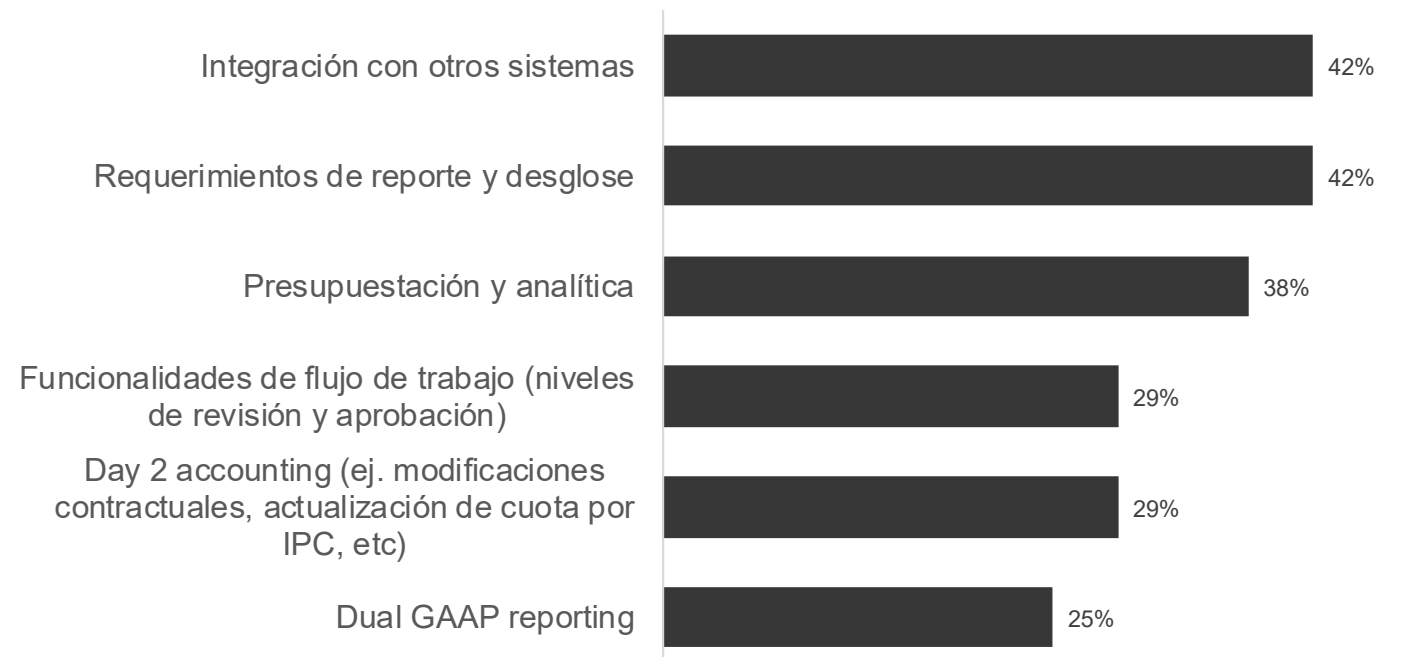 Integración con otros sistemas
42%
Requerimientos de reporte y desglose
42%
Presupuestación y analítica
38%
Funcionalidades de flujo de trabajo (niveles
de revisión y aprobación)
29%
Day 2 accounting (ej. modificaciones
contractuales, actualización de cuota por
IPC, etc)
29%
Dual GAAP reporting
25%